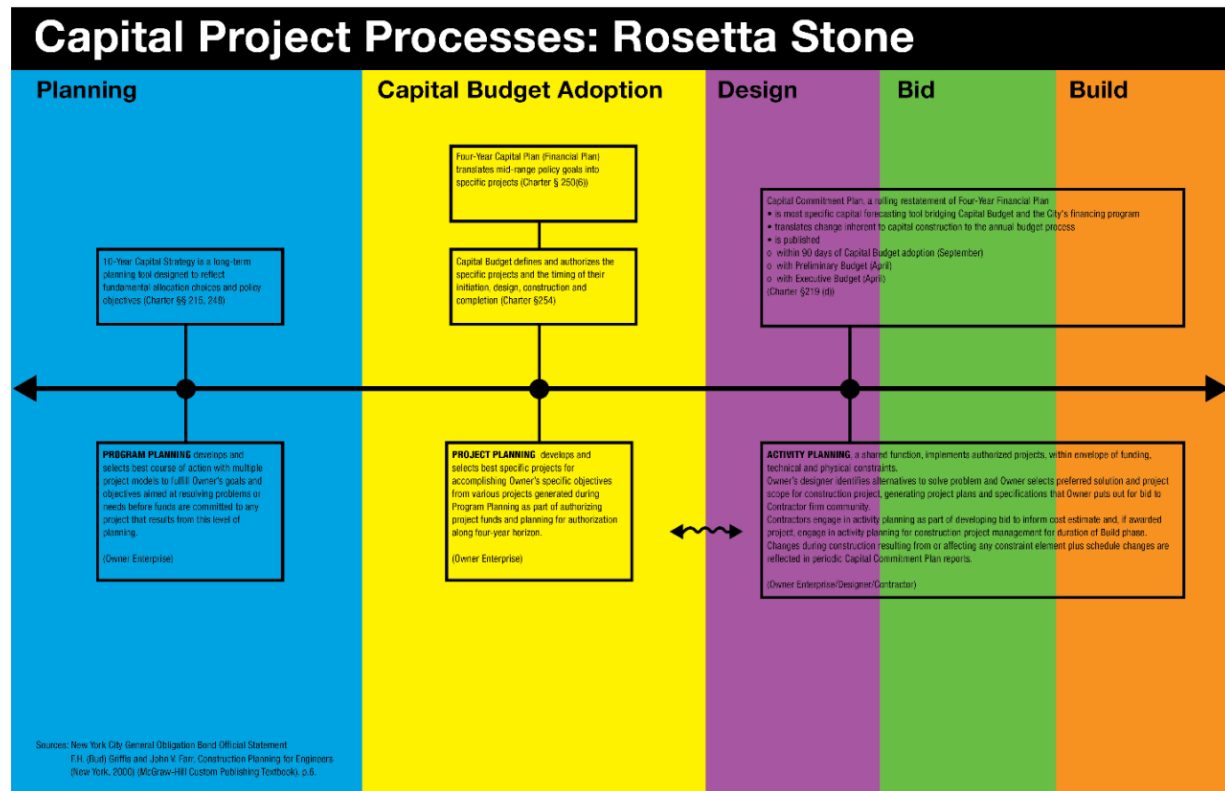 Capital Project Processes: Rosetta Stone
Planning
Capital Budget Adoption
Design
Bid
Build
Four-Year Capital Plan (Financial Plan)
translates mid-range policy goals into
specific projects (Charter § 250(6))
Capital Commitment Plan, a rolling restatement of Four-Year Financial Plan
• is most specific capital forecasting tool bridging Capital Budget and the City's financing program
• translates change inherent to capital construction to the annual budget process
• is published
o within 90 days of Capital Budget adoption (September)
o with Preliminary Budget (April)
o with Executive Budget (April)
(Charter §219 (d))
10-Year Capital Strategy is a long-term
planning tool designed to reflect
fundamental allocation choices and policy
objectives (Charter §§ 215, 248)
Capital Budget defines and authorizes the
specific projects and the timing of their
initiation, design, construction and
completion (Charter §254)
PROGRAM PLANNING develops and
selects best course of action with multiple
project models to fulfill Owner's goals and
objectives aimed at resolving problems or
needs before funds are committed to any
project that results from this level of
planning.
(Owner Enterprise)
PROJECT PLANNING develops and
selects best specific projects for
accomplishing Owner's specific objectives
from various projects generated during
Program Planning as part of authorizing
project funds and planning for authorization
along four-year horizon.
(Owner Enterprise)
ACTIVITY PLANNING, a shared function, implements authorized projects, within envelope of funding,
technical and physical constraints.
Owner's designer identifies alternatives to solve problem and Owner selects preferred solution and project
scope for construction project, generating project plans and specifications that Owner puts out for bid to
Contractor firm community.
Contractors engage in activity planning as part of developing bid to inform cost estimate and, if awarded
project, engage in activity planning for construction project management for duration of Build phase.
Changes during construction resulting from or affecting any constraint element plus schedule changes are
reflected in periodic Capital Commitment Plan reports.
(Owner Enterprise/Designer/Contractor)
Sources: New York City General Obligation Bond Official Statement
F.H. (Bud) Griffis and John V. Farr, Construction Planning for Engineers
(New York, 2000) (McGraw-Hill Custom Publishing Textbook), p.6.